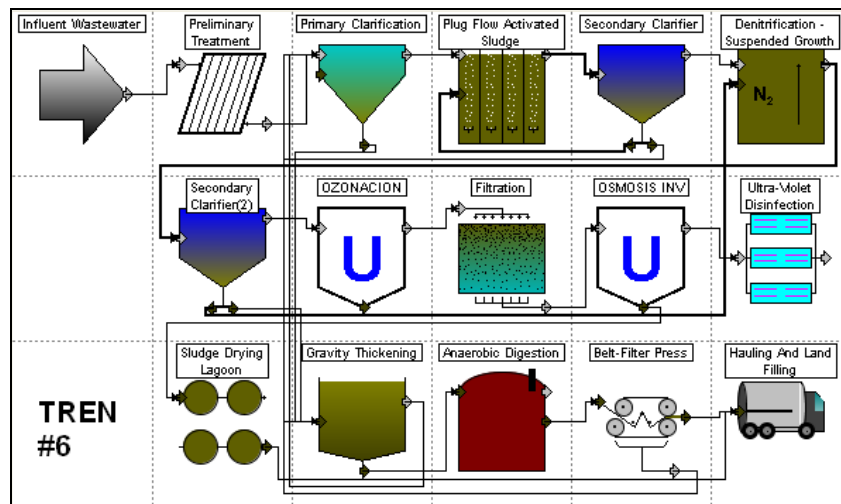 Influent Wastewater
Preliminary
Treatment
Primary Clarification
Plug Flow Activated
Sludge
Secondary Clarifier
Denitrification -
Suspended Growth
N2
Secondary
Clarifier(2)
OZONACION
Filtration
OSMOSIS INV
Ultra-Violet
Disinfection
U
U
Sludge Drying
Lagoon
Gravity Thickening
Anaerobic Digestion
Belt-Filter Press
Hauling And Land
Filling
TREN
#6